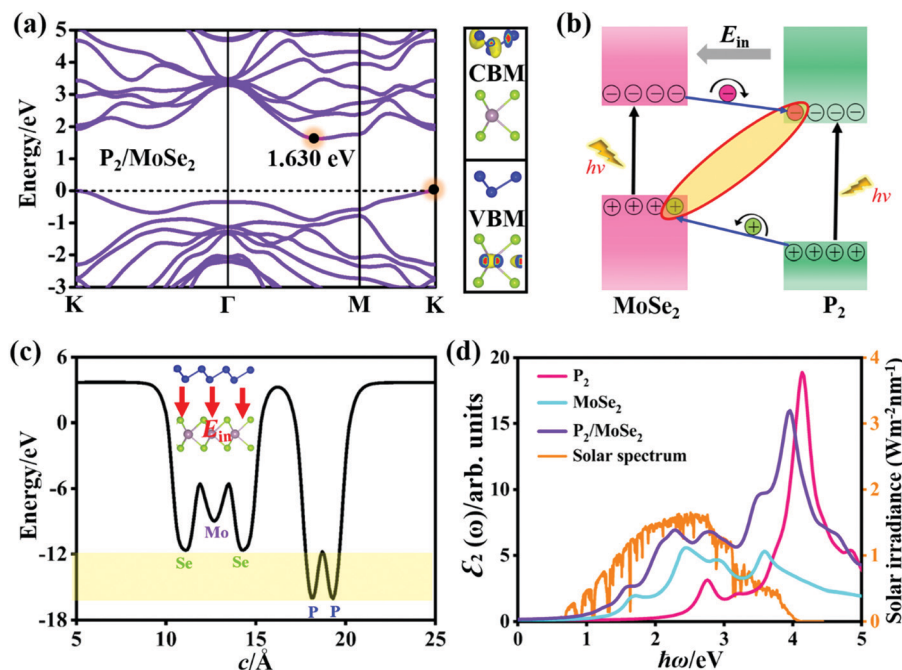 (a)
5
4
3
2
1
0
-1
-2
-3
Energy/eV
P₂/MoSe₂
1.630 eV
K
Γ
M
K
CBM
VBM
(b)
E_in
hν
hν
MoSe₂
P₂
(c)
6
0
-6
-12
-18
Energy/eV
E_in
Mo
Se
Se
P
P
5
10
15
20
25
c/Å
(d)
20
15
10
5
0
ℰ₂ (ω)/arb. units
P₂
MoSe₂
P₂/MoSe₂
Solar spectrum
4
3
2
1
0
Solar irradiance (Wm⁻²nm⁻¹)
0
1
2
3
4
5
ℏω/eV